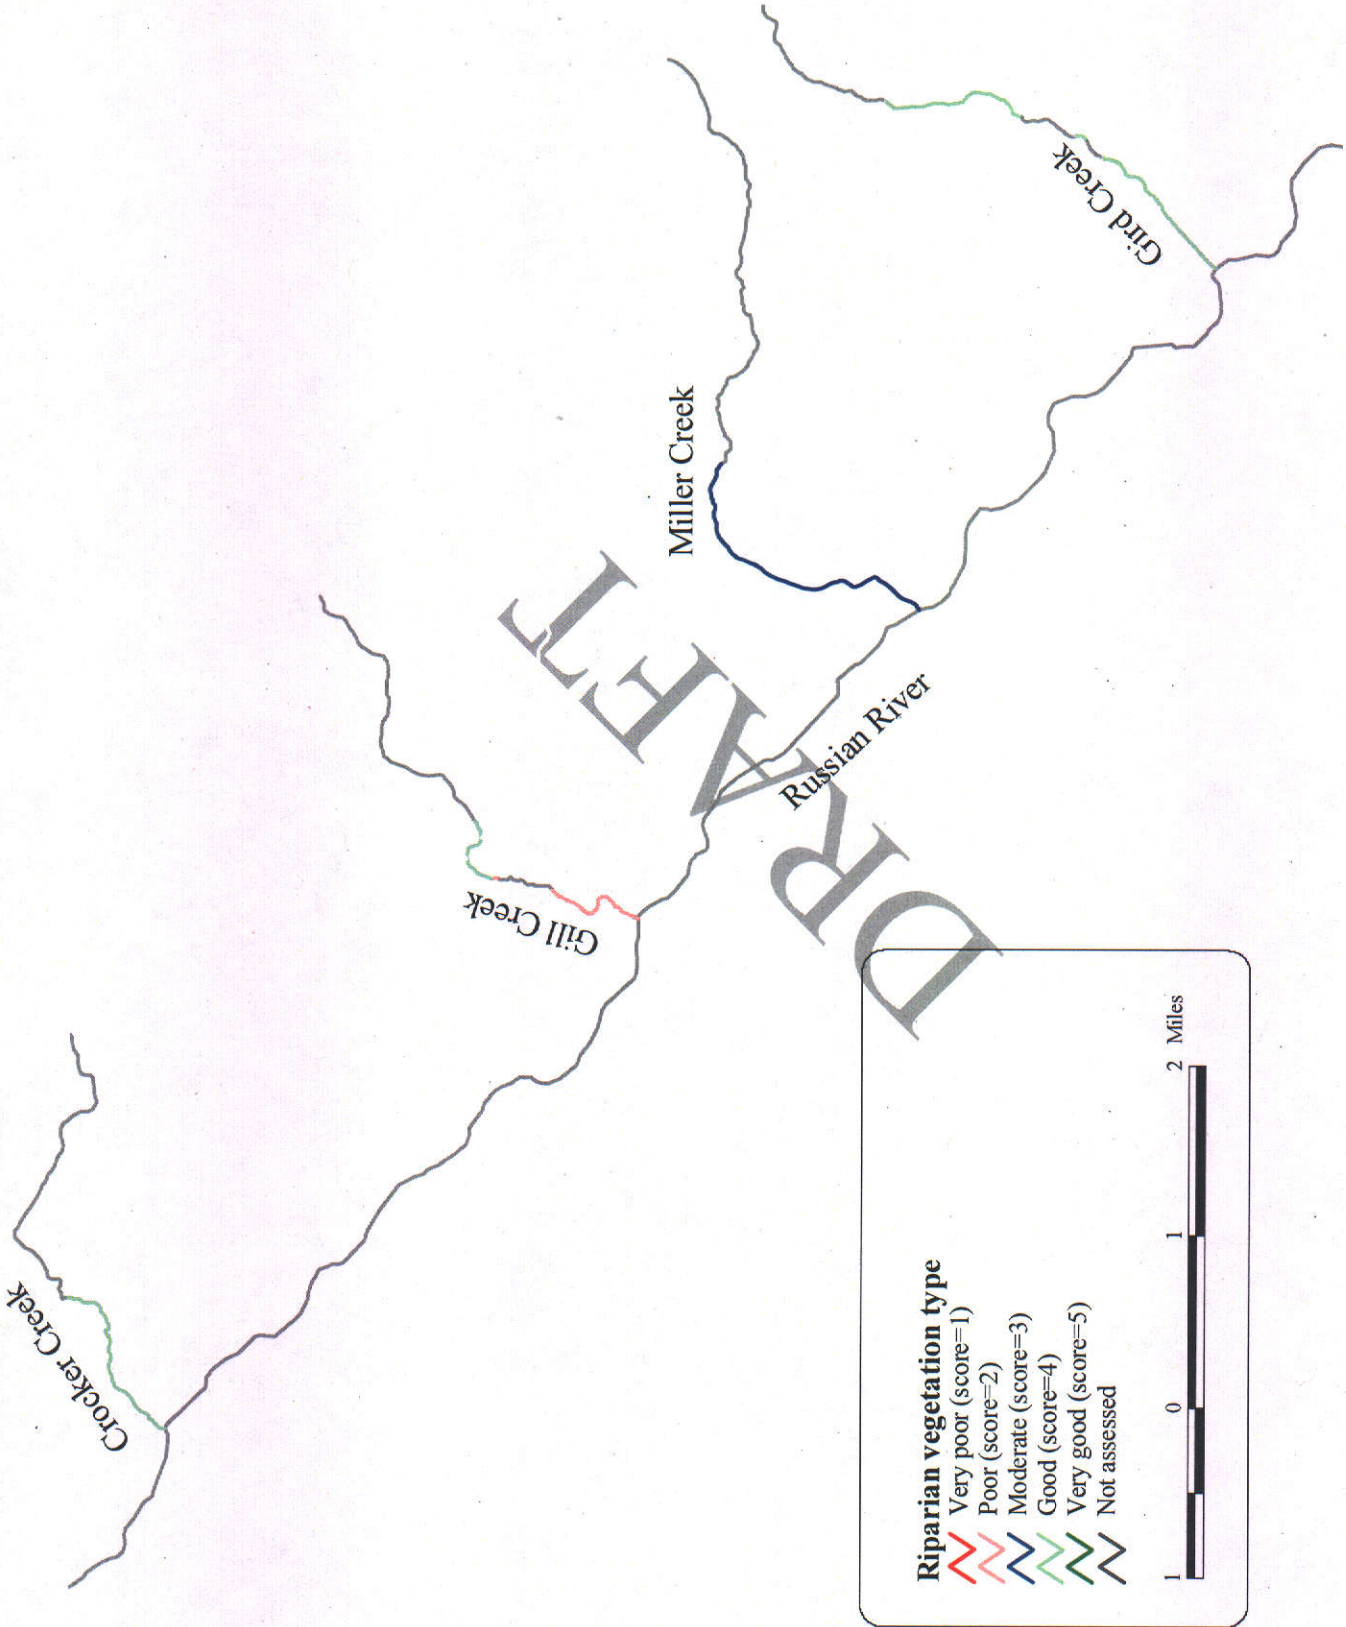 Crocker Creek
Gill Creek
Miller Creek
Gird Creek
Russian River
DRAFT
Riparian vegetation type
Very poor (score=1)
Poor (score=2)
Moderate (score=3)
Good (score=4)
Very good (score=5)
Not assessed
1 0 1 2 Miles